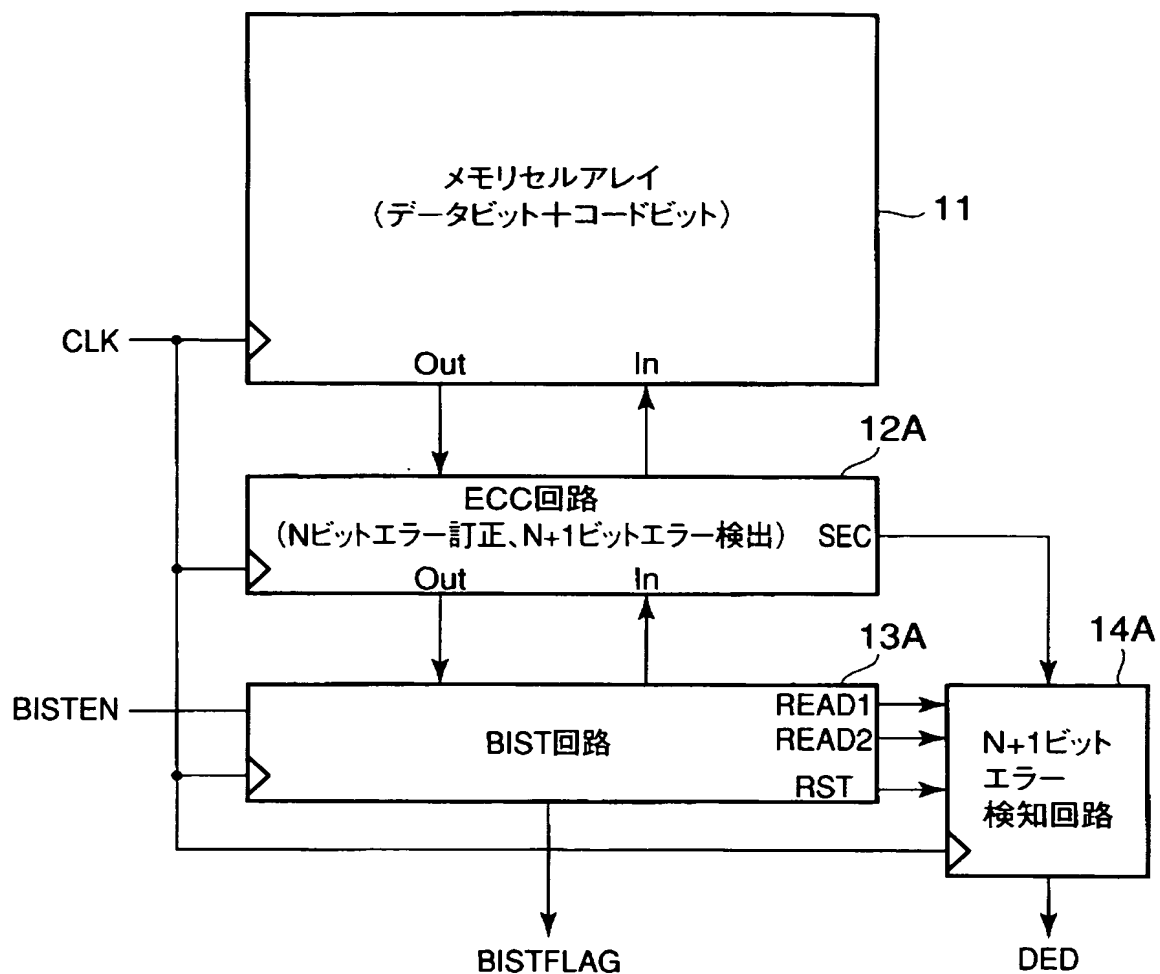 メモリセルアレイ
(データビット+コードビット)
11
CLK
Out
In
12A
ECC回路
(Nビットエラー訂正、N+1ビットエラー検出)
SEC
Out
In
13A
14A
BISTEN
BIST回路
READ1
READ2
RST
N+1ビット
エラー
検知回路
BISTFLAG
DED